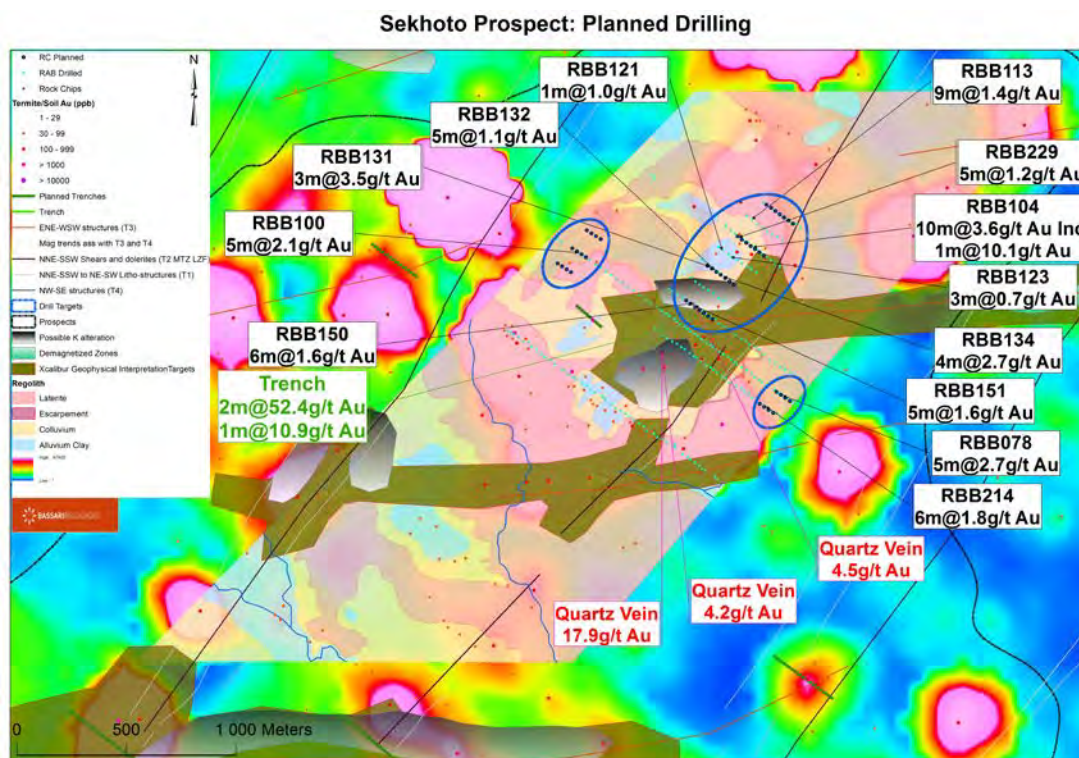 Sekhoto Prospect: Planned Drilling
RC Planned
RAB Drilled
Rock Chips
Termite/Soil Au (ppb)
1 - 29
30 - 99
100 - 999
> 1000
> 10000
Planned Trenches
Trench
ENE-WSW structures (T3)
Mag trends ass with T3 and T4
NNE-SSW Shears and dolerites (T2 MTZ LZF)
NNE-SSW to NE-SW Litho-structures (T1)
NW-SE structures (T4)
Drill Targets
Prospects
Possible K alteration
Demagnetized Zones
Xcalibur Geophysical InterpretationTargets
Regolith
Laterite
Escarpment
Colluvium
Alluvium Clay
N
RBB121
1m@1.0g/t Au
RBB132
5m@1.1g/t Au
RBB131
3m@3.5g/t Au
RBB100
5m@2.1g/t Au
RBB150
6m@1.6g/t Au
Trench
2m@52.4g/t Au
1m@10.9g/t Au
RBB113
9m@1.4g/t Au
RBB229
5m@1.2g/t Au
RBB104
10m@3.6g/t Au Inc
1m@10.1g/t Au
RBB123
3m@0.7g/t Au
RBB134
4m@2.7g/t Au
RBB151
5m@1.6g/t Au
RBB078
5m@2.7g/t Au
RBB214
6m@1.8g/t Au
Quartz Vein
4.5g/t Au
Quartz Vein
4.2g/t Au
Quartz Vein
17.9g/t Au
0 500 1 000 Meters